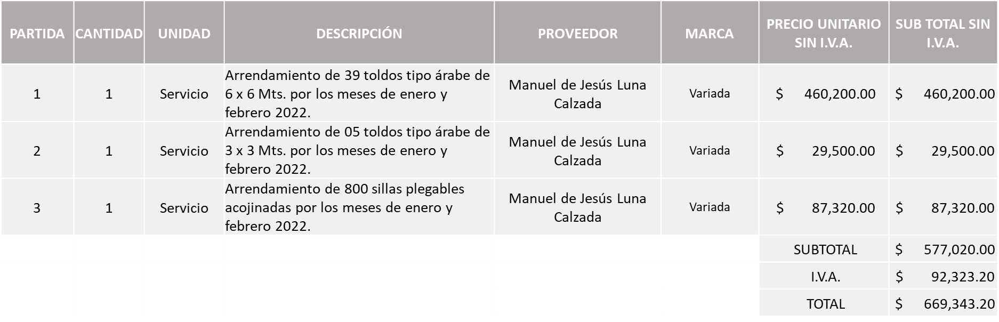 PARTIDA CANTIDAD UNIDAD DESCRIPCIÓN PROVEEDOR MARCA PRECIO UNITARIO SIN I.V.A. SUB TOTAL SIN I.V.A.
1 1 Servicio Arrendamiento de 39 toldos tipo árabe de 6 x 6 Mts. por los meses de enero y febrero 2022. Manuel de Jesús Luna Calzada Variada $ 460,200.00 $ 460,200.00
2 1 Servicio Arrendamiento de 05 toldos tipo árabe de 3 x 3 Mts. por los meses de enero y febrero 2022. Manuel de Jesús Luna Calzada Variada $ 29,500.00 $ 29,500.00
3 1 Servicio Arrendamiento de 800 sillas plegables acojinadas por los meses de enero y febrero 2022. Manuel de Jesús Luna Calzada Variada $ 87,320.00 $ 87,320.00
SUBTOTAL $ 577,020.00
I.V.A. $ 92,323.20
TOTAL $ 669,343.20